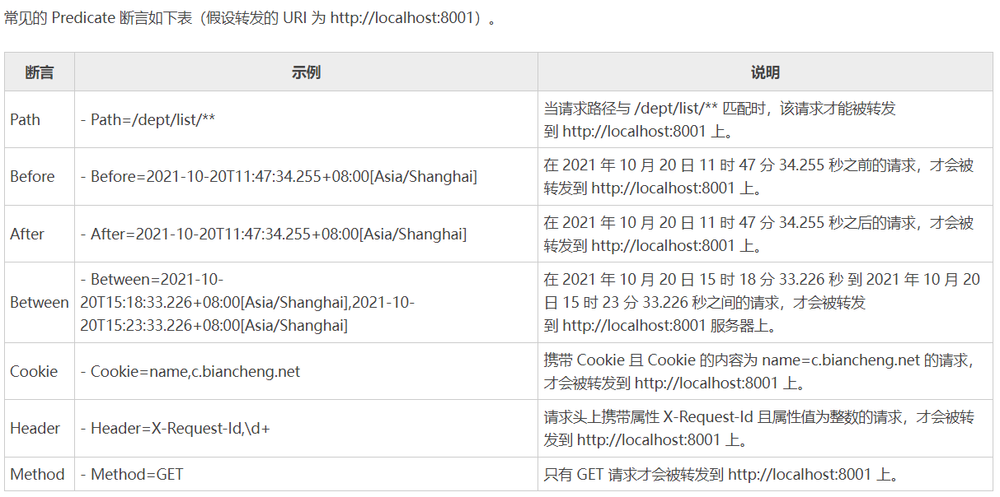 常见的 Predicate 断言如下表（假设转发的 URI 为 http://localhost:8001）。
断言 示例 说明
Path - Path=/dept/list/** 当请求路径与 /dept/list/** 匹配时，该请求才能被转发
到 http://localhost:8001 上。
Before - Before=2021-10-20T11:47:34.255+08:00[Asia/Shanghai] 在 2021 年 10 月 20 日 11 时 47 分 34.255 秒之前的请求，才会被
转发到 http://localhost:8001 上。
After - After=2021-10-20T11:47:34.255+08:00[Asia/Shanghai] 在 2021 年 10 月 20 日 11 时 47 分 34.255 秒之后的请求，才会被
转发到 http://localhost:8001 上。
Between - Between=2021-10-
20T15:18:33.226+08:00[Asia/Shanghai],2021-10-
20T15:23:33.226+08:00[Asia/Shanghai]
在 2021 年 10 月 20 日 15 时 18 分 33.226 秒 到 2021 年 10 月 20
日 15 时 23 分 33.226 秒之间的请求，才会被转发
到 http://localhost:8001 服务器上。
Cookie - Cookie=name,c.biancheng.net 携带 Cookie 且 Cookie 的内容为 name=c.biancheng.net 的请求，
才会被转发到 http://localhost:8001 上。
Header - Header=X-Request-Id,\d+ 请求头上携带属性 X-Request-Id 且属性值为整数的请求，才会被转
发到 http://localhost:8001 上。
Method - Method=GET 只有 GET 请求才会被转发到 http://localhost:8001 上。